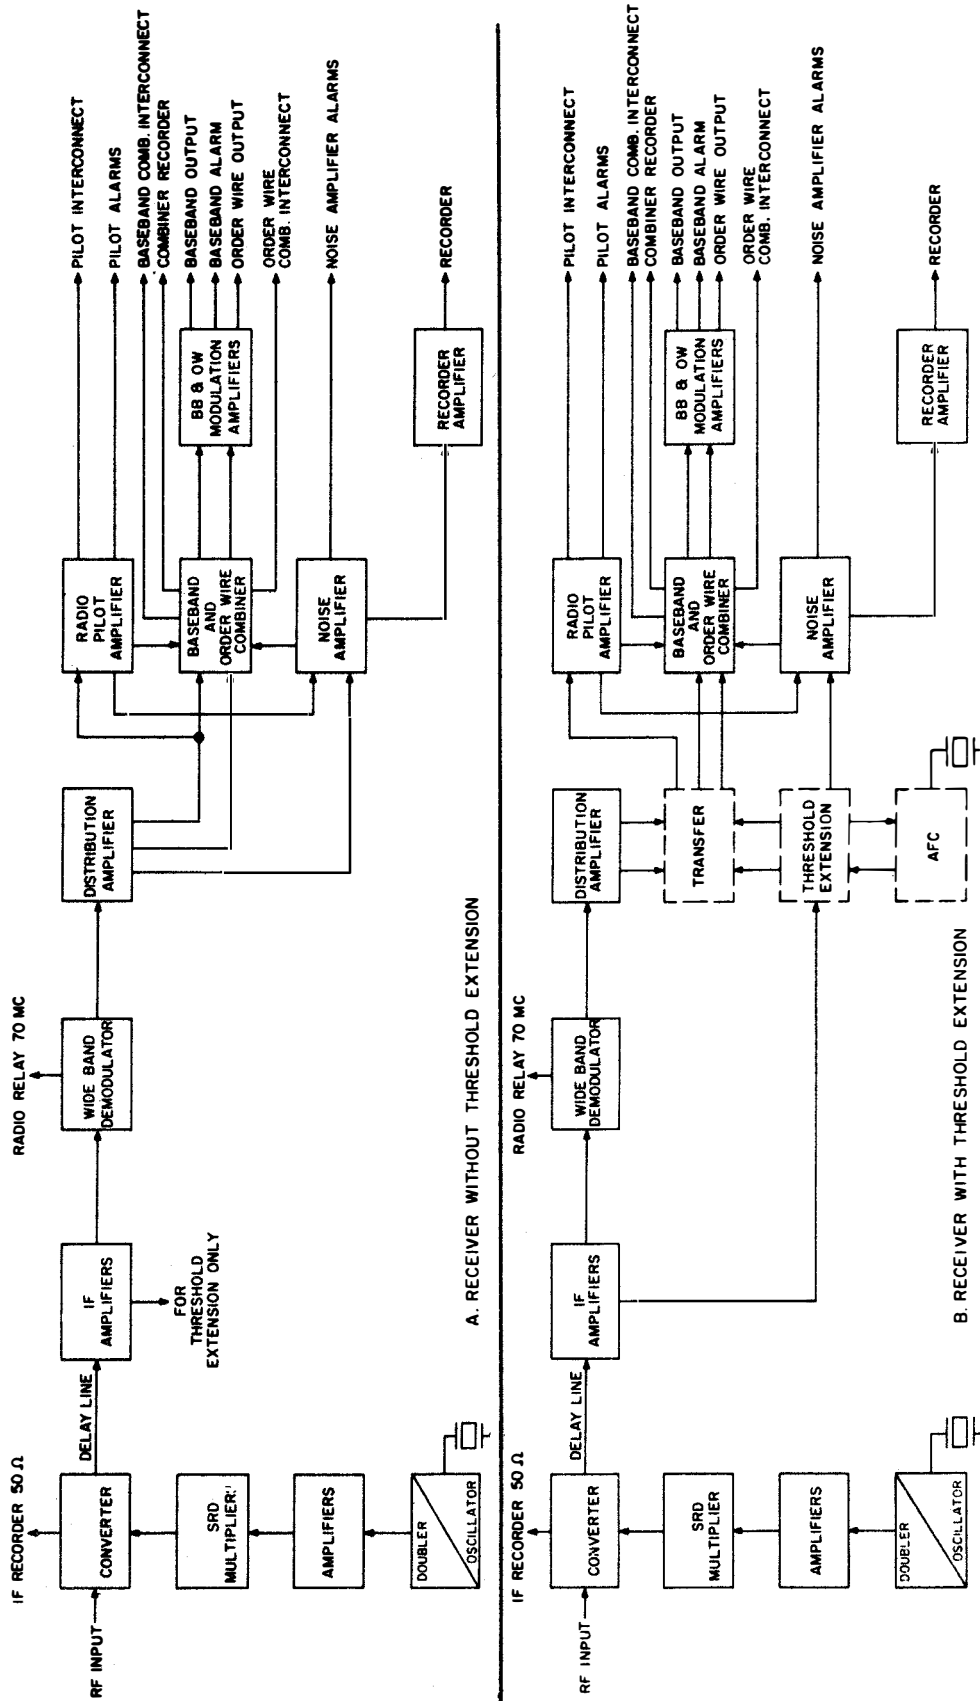 IF RECORDER 50 Ω
RF INPUT
CONVERTER
DELAY LINE
SRD
MULTIPLIER
AMPLIFIERS
DOUBLER
OSCILLATOR
IF
AMPLIFIERS
FOR
THRESHOLD
EXTENSION ONLY
RADIO RELAY 70 MC
WIDE BAND
DEMODULATOR
DISTRIBUTION
AMPLIFIER
RADIO
PILOT
AMPLIFIER
BASEBAND
AND
ORDER WIRE
COMBINER
NOISE
AMPLIFIER
BB & OW
MODULATION
AMPLIFIERS
RECORDER
AMPLIFIER
PILOT INTERCONNECT
PILOT ALARMS
BASEBAND COMB. INTERCONNECT
COMBINER RECORDER
BASEBAND OUTPUT
BASEBAND ALARM
ORDER WIRE OUTPUT
ORDER WIRE
COMB. INTERCONNECT
NOISE AMPLIFIER ALARMS
RECORDER
A. RECEIVER WITHOUT THRESHOLD EXTENSION
IF RECORDER 50 Ω
RF INPUT
CONVERTER
DELAY LINE
SRD
MULTIPLIER
AMPLIFIERS
DOUBLER
OSCILLATOR
IF
AMPLIFIERS
RADIO RELAY 70 MC
WIDE BAND
DEMODULATOR
DISTRIBUTION
AMPLIFIER
TRANSFER
THRESHOLD
EXTENSION
AFC
RADIO
PILOT
AMPLIFIER
BASEBAND
AND
ORDER WIRE
COMBINER
NOISE
AMPLIFIER
BB & OW
MODULATION
AMPLIFIERS
RECORDER
AMPLIFIER
PILOT INTERCONNECT
PILOT ALARMS
BASEBAND COMB. INTERCONNECT
COMBINER RECORDER
BASEBAND OUTPUT
BASEBAND ALARM
ORDER WIRE OUTPUT
ORDER WIRE
COMB. INTERCONNECT
NOISE AMPLIFIER ALARMS
RECORDER
B. RECEIVER WITH THRESHOLD EXTENSION